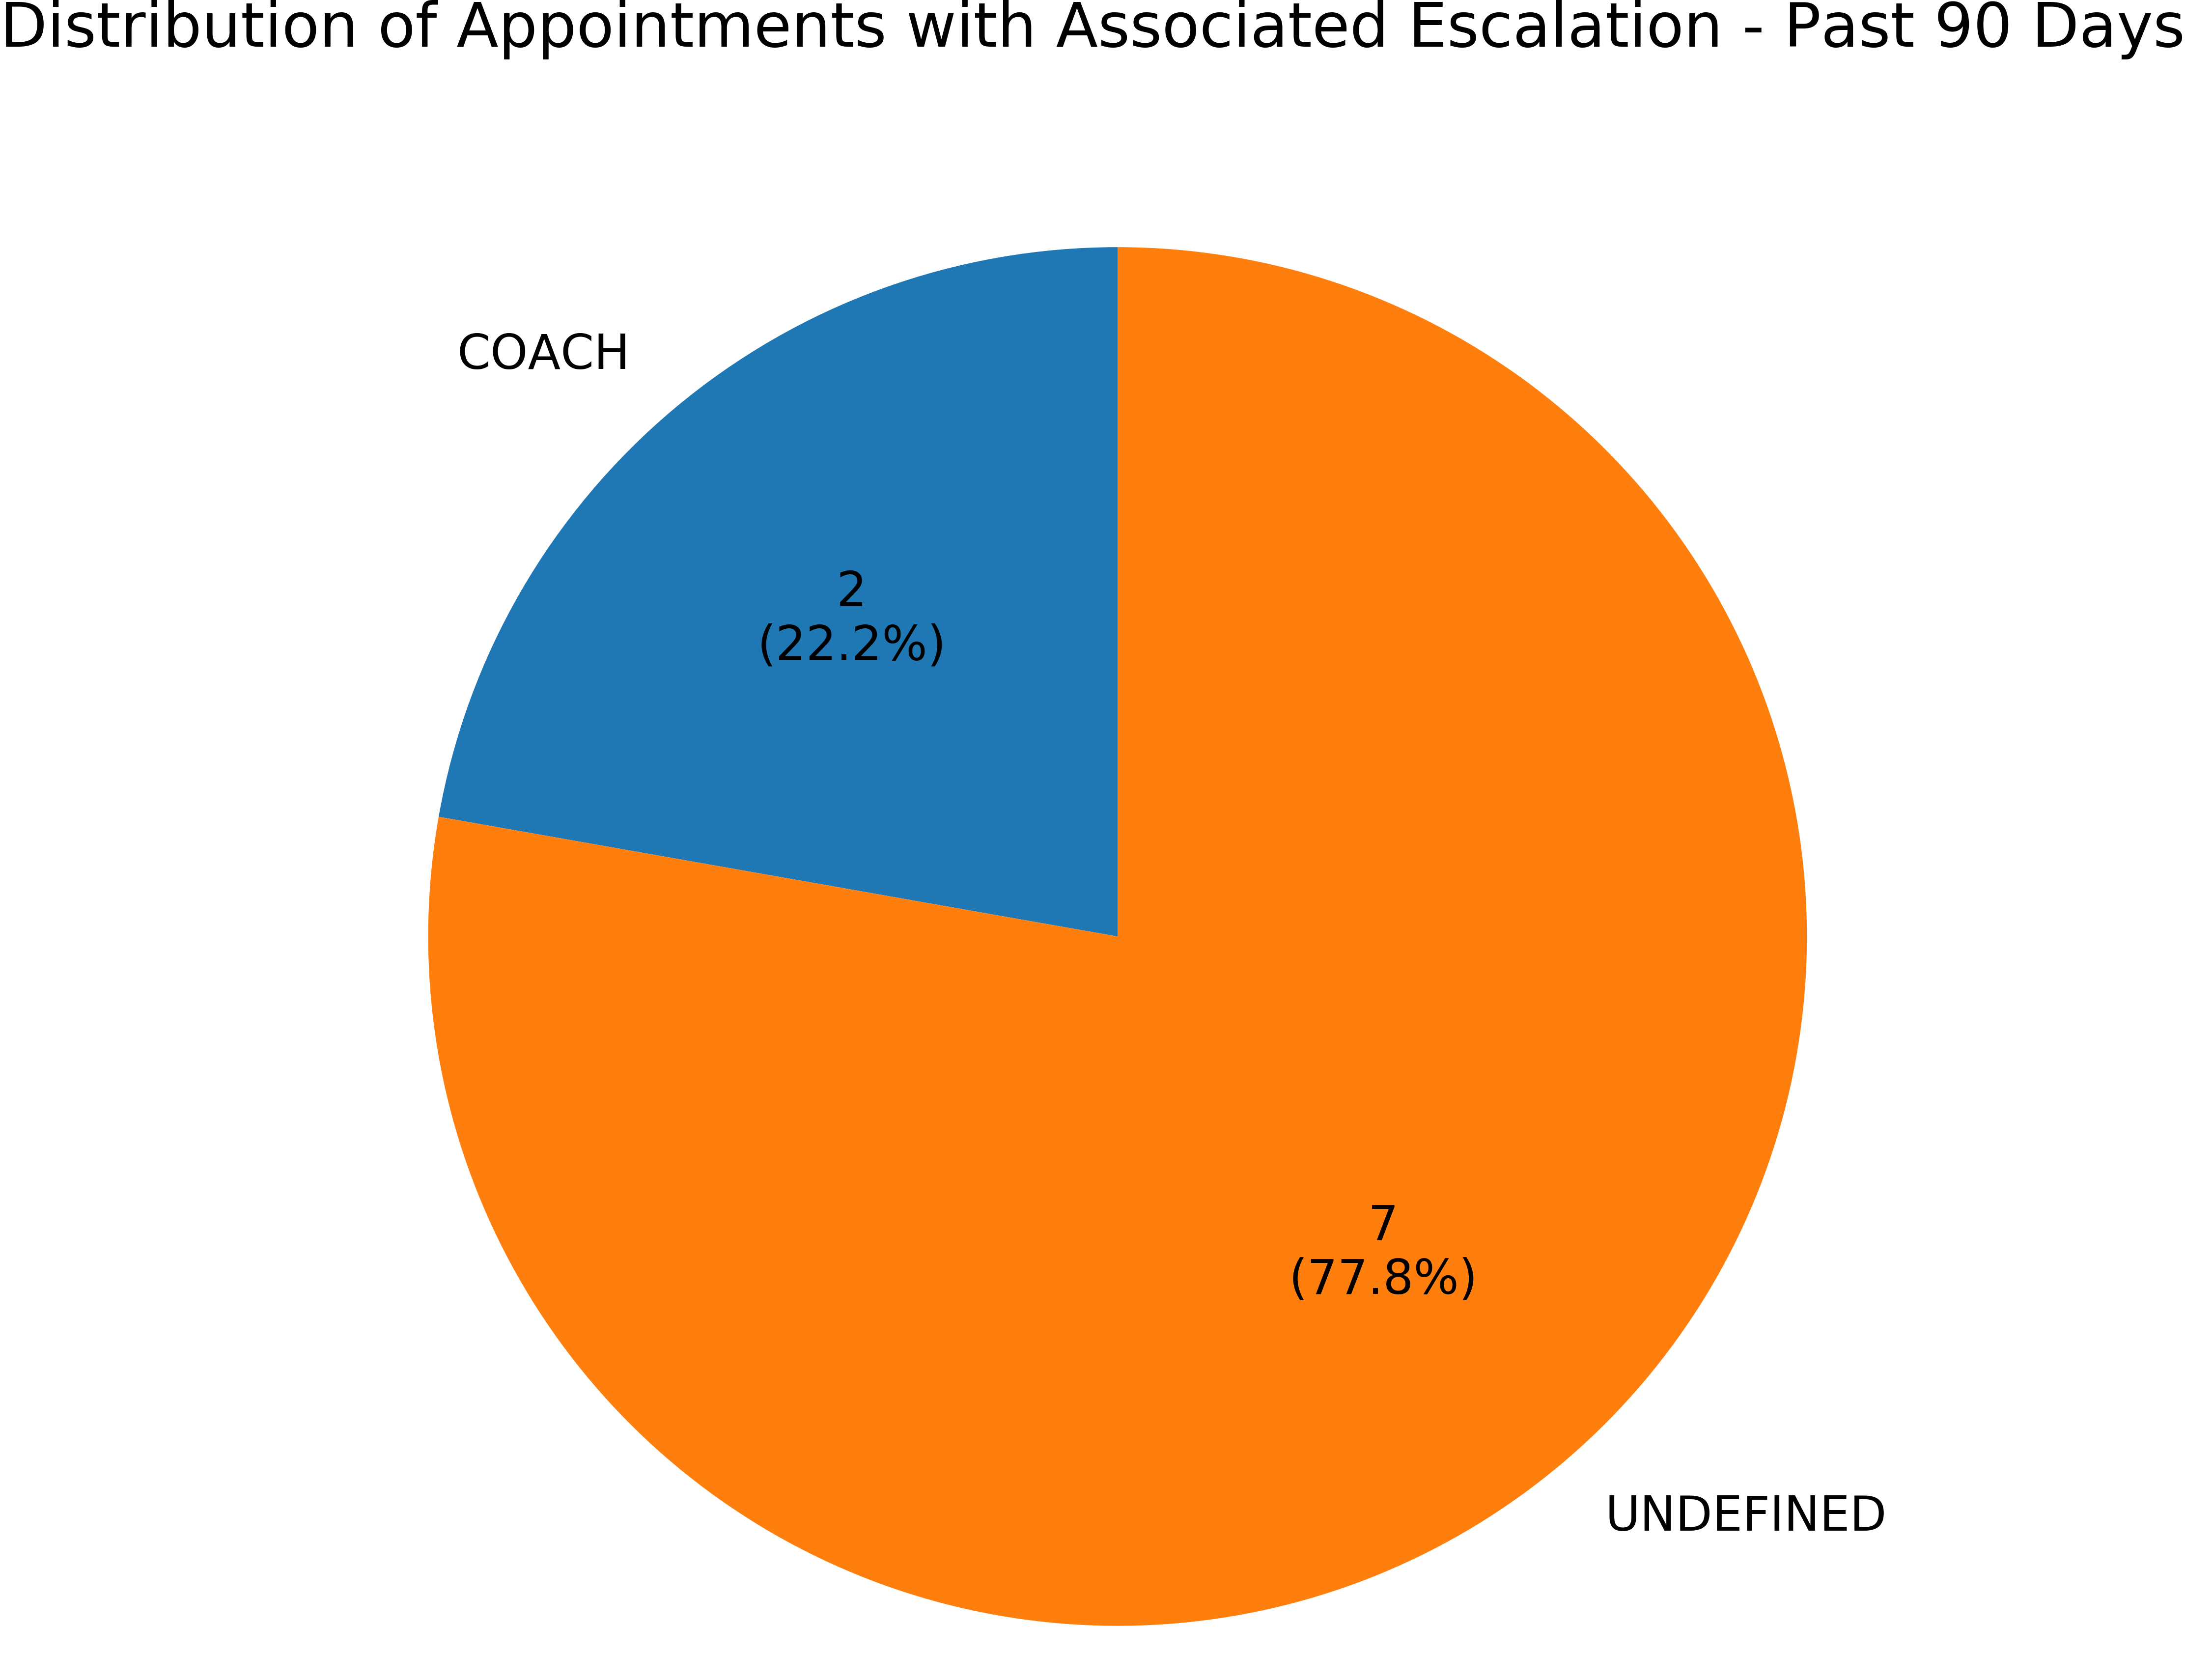 Distribution of Appointments with Associated Escalation - Past 90 Days
COACH
2
(22.2%)
7
(77.8%)
UNDEFINED